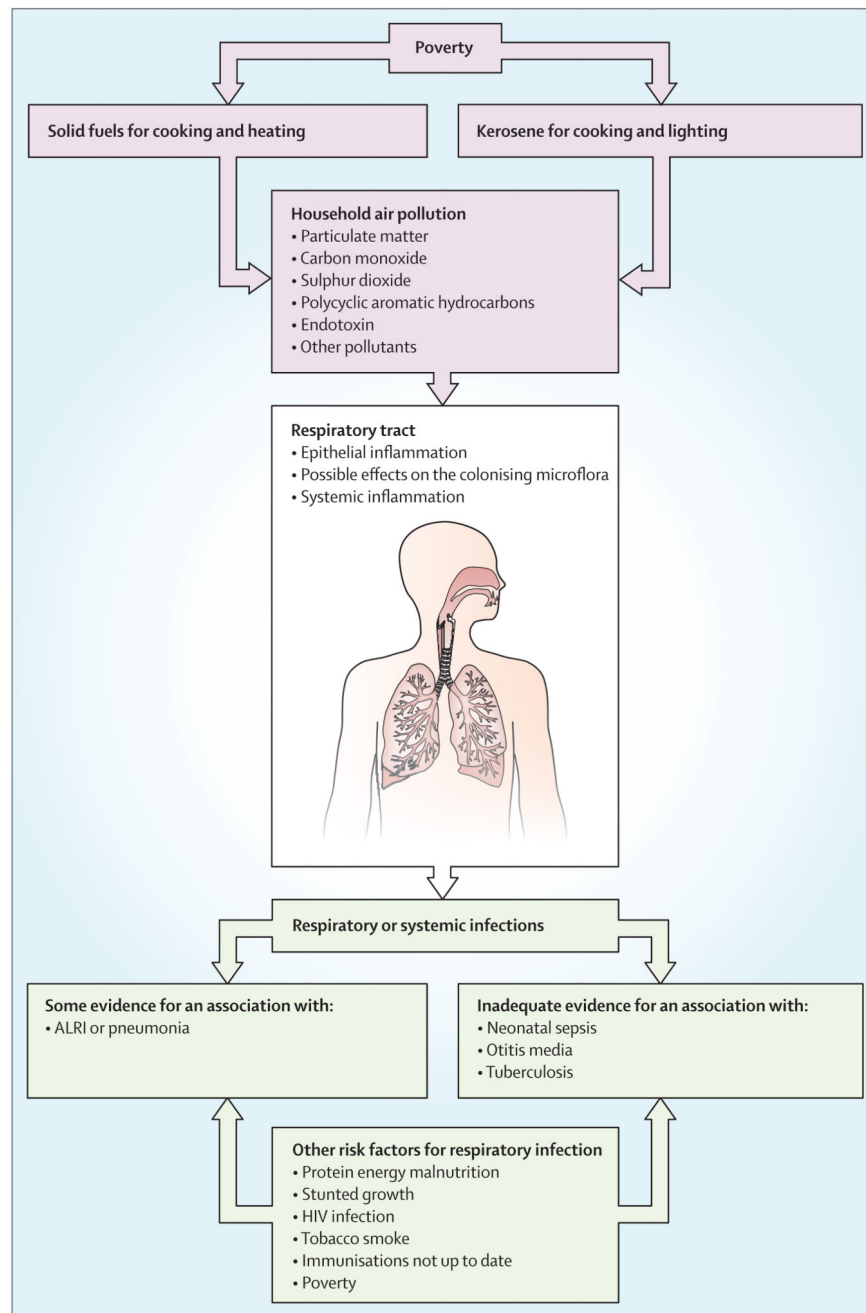 Poverty
Solid fuels for cooking and heating
Kerosene for cooking and lighting
Household air pollution
• Particulate matter
• Carbon monoxide
• Sulphur dioxide
• Polycyclic aromatic hydrocarbons
• Endotoxin
• Other pollutants
Respiratory tract
• Epithelial inflammation
• Possible effects on the colonising microflora
• Systemic inflammation
Respiratory or systemic infections
Some evidence for an association with:
• ALRI or pneumonia
Inadequate evidence for an association with:
• Neonatal sepsis
• Otitis media
• Tuberculosis
Other risk factors for respiratory infection
• Protein energy malnutrition
• Stunted growth
• HIV infection
• Tobacco smoke
• Immunisations not up to date
• Poverty